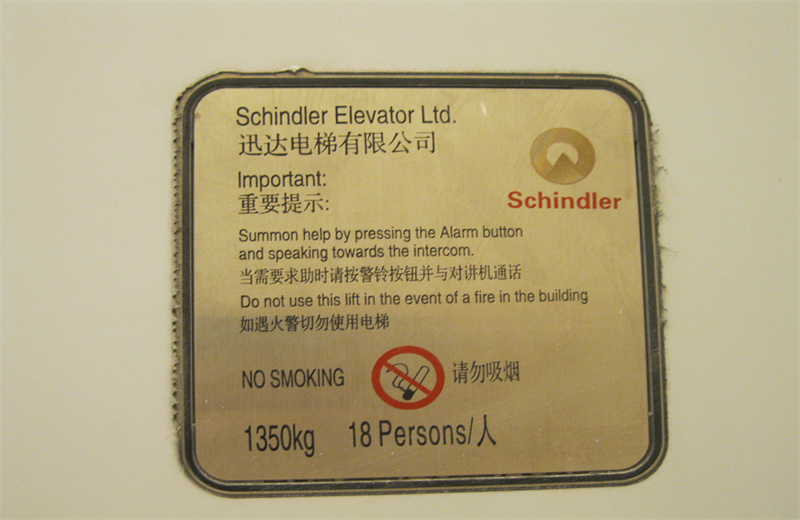 Schindler Elevator Ltd.
迅达电梯有限公司
Schindler
Important:
重要提示:
Summon help by pressing the Alarm button
and speaking towards the intercom.
当需要求助时请按警铃按钮并与对讲机通话
Do not use this lift in the event of a fire in the building
如遇火警切勿使用电梯
NO SMOKING 请勿吸烟
1350kg 18 Persons/人